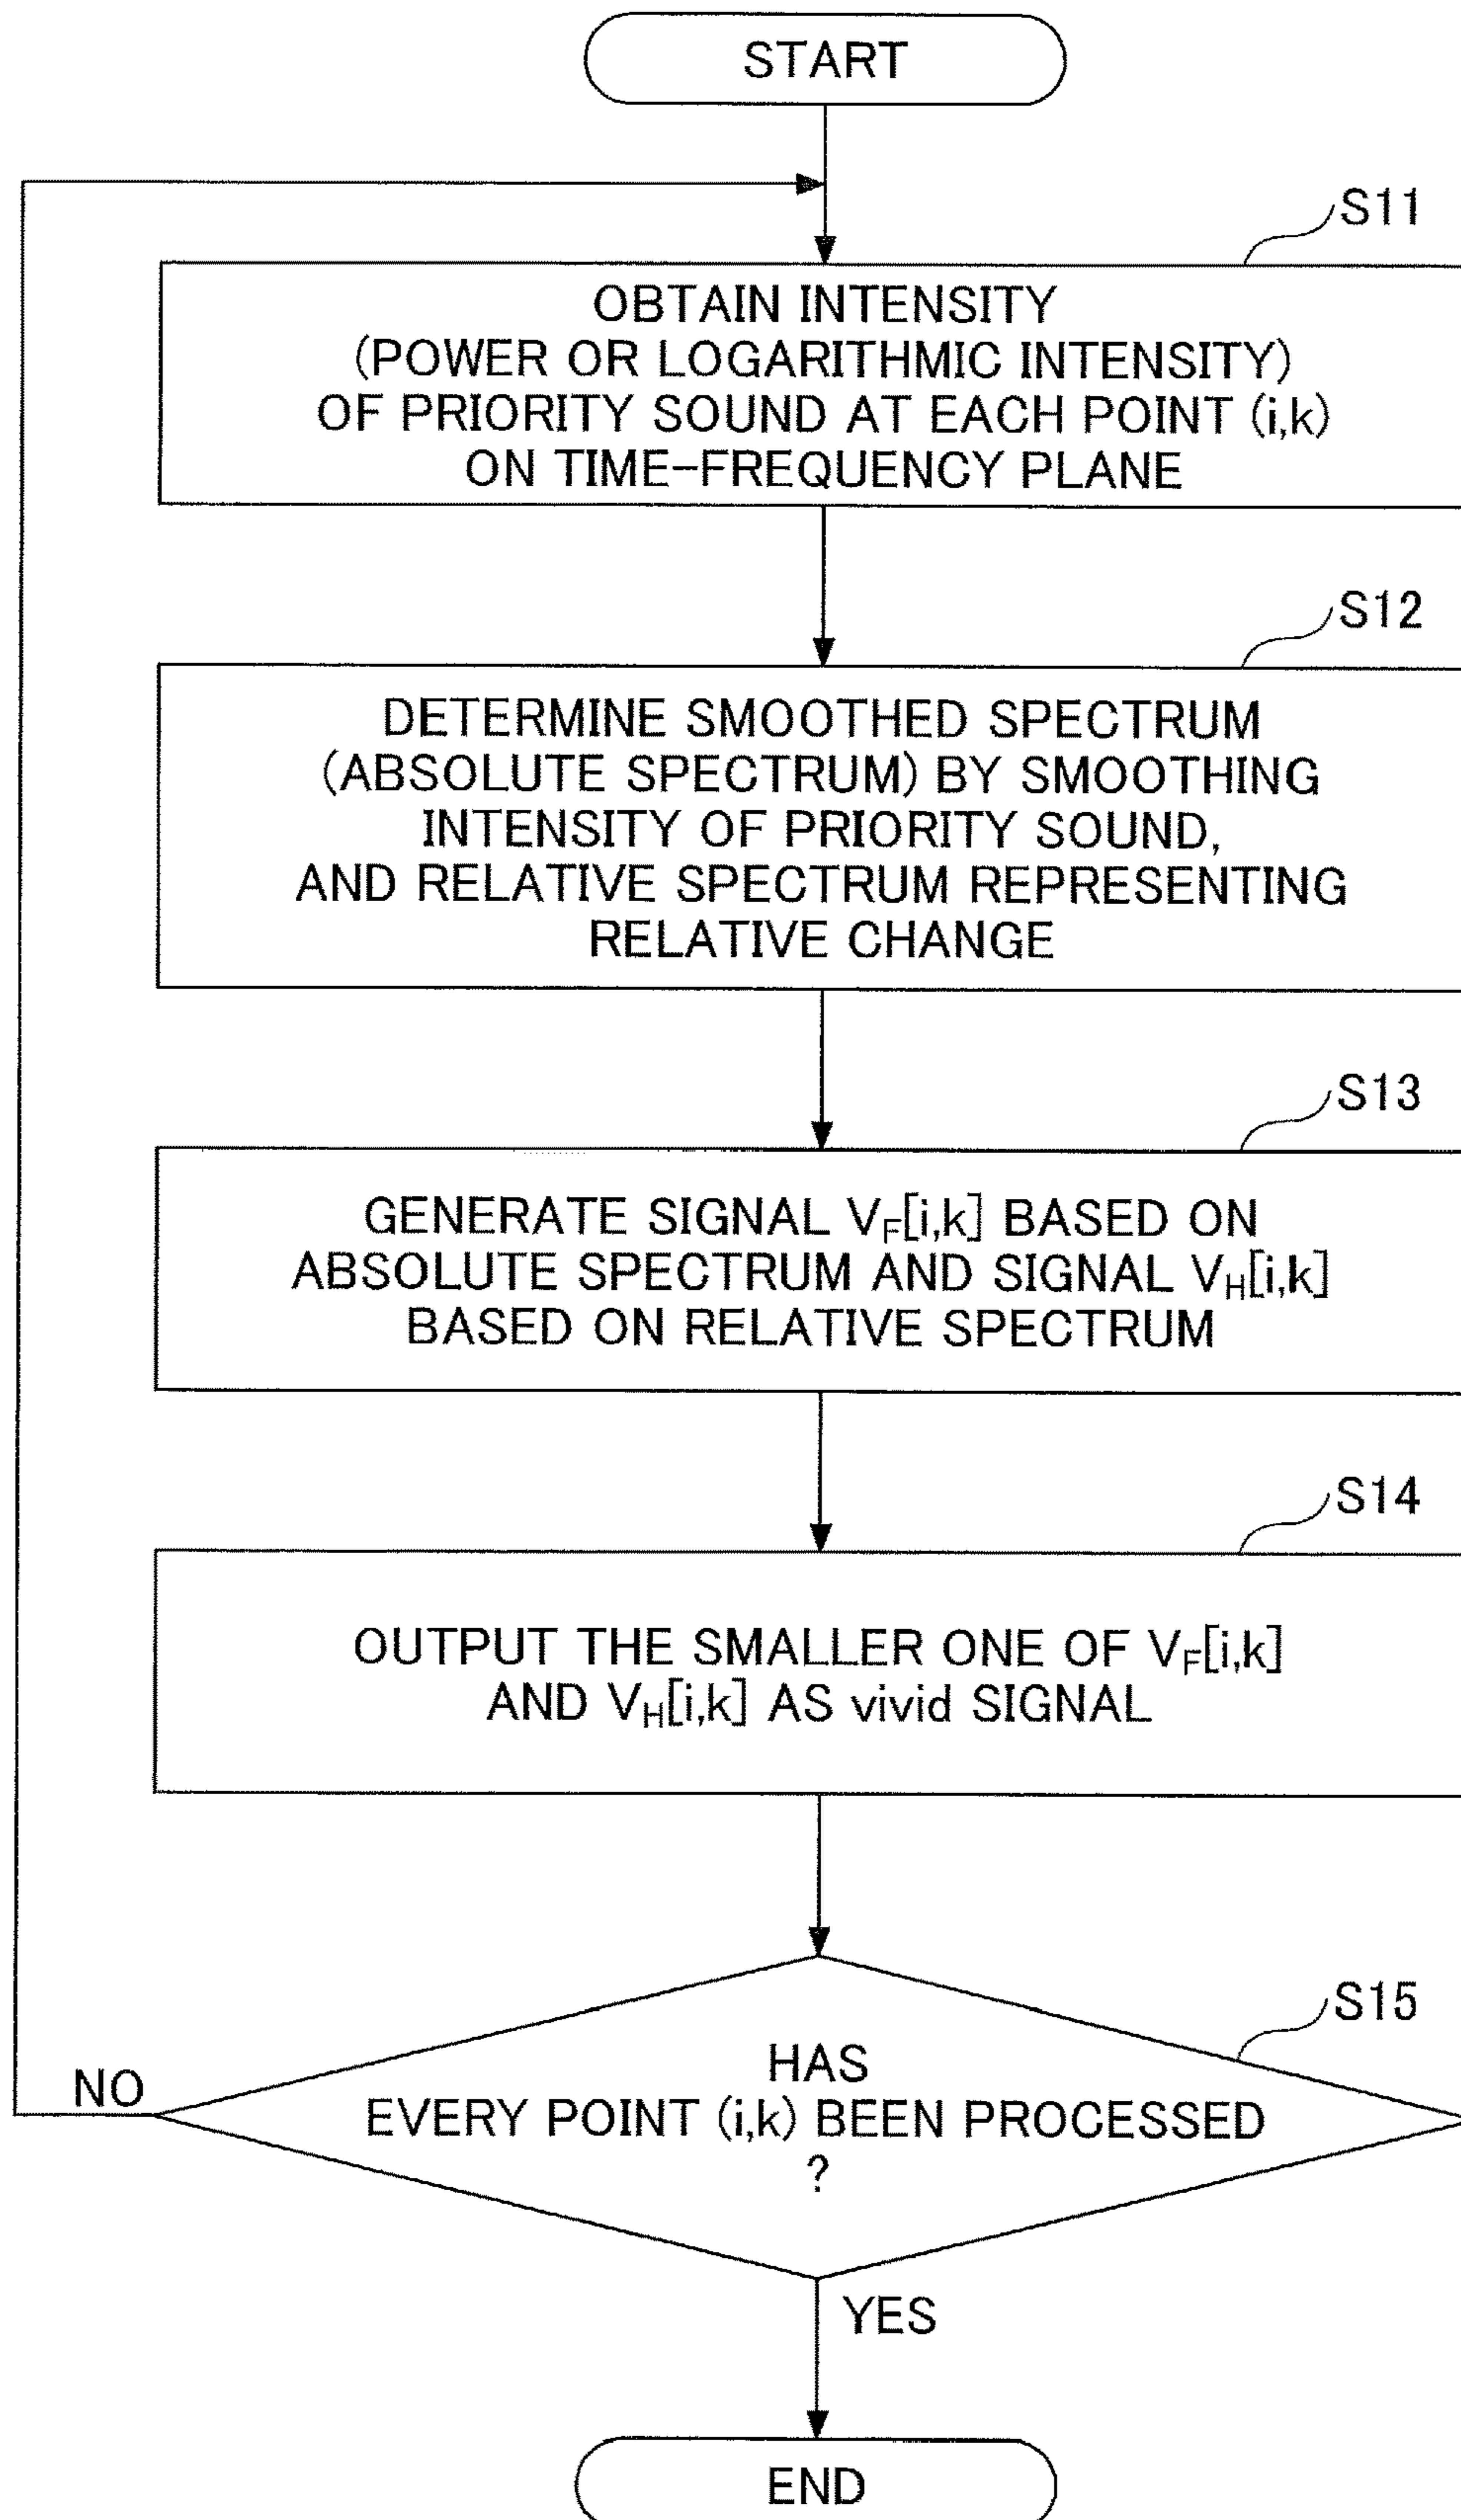 START
S11
OBTAIN INTENSITY
(POWER OR LOGARITHMIC INTENSITY)
OF PRIORITY SOUND AT EACH POINT (i,k)
ON TIME-FREQUENCY PLANE
S12
DETERMINE SMOOTHED SPECTRUM
(ABSOLUTE SPECTRUM) BY SMOOTHING
INTENSITY OF PRIORITY SOUND,
AND RELATIVE SPECTRUM REPRESENTING
RELATIVE CHANGE
S13
GENERATE SIGNAL VF[i,k] BASED ON
ABSOLUTE SPECTRUM AND SIGNAL VH[i,k]
BASED ON RELATIVE SPECTRUM
S14
OUTPUT THE SMALLER ONE OF VF[i,k]
AND VH[i,k] AS vivid SIGNAL
S15
HAS
EVERY POINT (i,k) BEEN PROCESSED
?
NO
YES
END